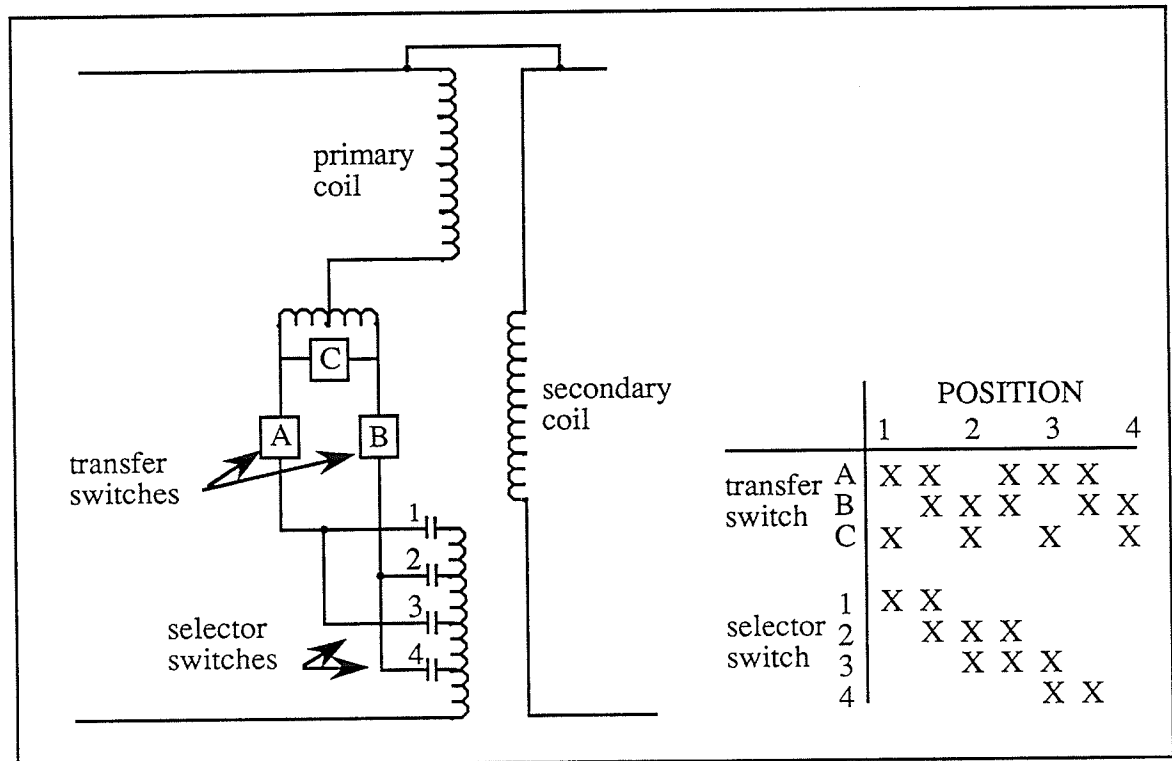 primary
coil
C
A
B
transfer
switches
secondary
coil
1
2
3
4
selector
switches
POSITION
1 2 3 4
transfer
switch
A X X X X X
B X X X X X
C X X X X
selector
switch
1 X X
2 X X X
3 X X X
4 X X